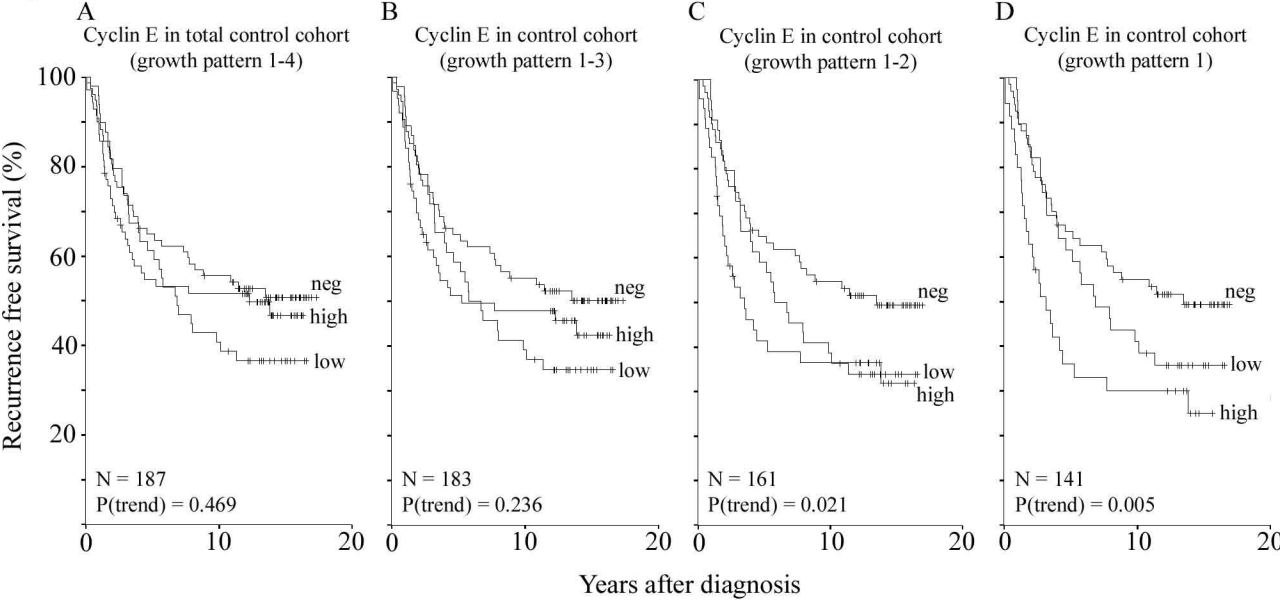 A
Cyclin E in total control cohort
(growth pattern 1-4)
B
Cyclin E in control cohort
(growth pattern 1-3)
C
Cyclin E in control cohort
(growth pattern 1-2)
D
Cyclin E in control cohort
(growth pattern 1)
Recurrence free survival (%)
100
80
60
40
20
neg
high
low
N = 187
P(trend) = 0.469
0 10 20
neg
high
low
N = 183
P(trend) = 0.236
0 10 20
neg
low
high
N = 161
P(trend) = 0.021
0 10 20
neg
low
high
N = 141
P(trend) = 0.005
0 10 20
Years after diagnosis